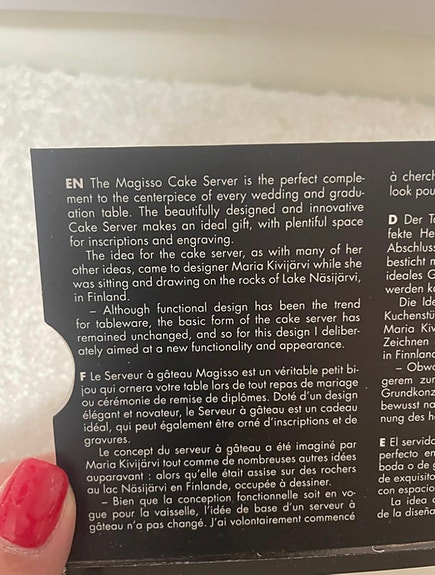 EN The Magisso Cake Server is the perfect comple-
ment to the centerpiece of every wedding and gradu-
ation table. The beautifully designed and innovative
Cake Server makes an ideal gift, with plentiful space
for inscriptions and engraving.
The idea for the cake server, as with many of her
other ideas, came to designer Maria Kivijärvi while she
was sitting and drawing on the rocks of Lake Näsijärvi,
in Finland.
– Although functional design has been the trend
for tableware, the basic form of the cake server has
remained unchanged, and so for this design I deliber-
ately aimed at a new functionality and appearance.
F Le Serveur à gâteau Magisso est un véritable petit bi-
jou qui ornera votre table lors de tout repas de mariage
ou cérémonie de remise de diplômes. Doté d'un design
élégant et novateur, le Serveur à gâteau est un cadeau
idéal, qui peut également être orné d'inscriptions et de
gravures.
Le concept du serveur à gâteau a été imaginé par
Maria Kivijärvi tout comme de nombreuses autres idées
auparavant : alors qu'elle était assise sur des rochers
au lac Näsijärvi en Finlande, occupée à dessiner.
– Bien que la conception fonctionnelle soit en vo-
gue pour la vaisselle, l'idée de base d'un serveur à
gâteau n'a pas changé. J'ai volontairement commencé
à cherch
look pou
D Der To
fekte He
Abschluss
besticht m
ideales G
werden ka
Die Ide
Kuchenstü
Maria Kiv
Zeichnen
in Finnland
– Obwo
gerem zur
Grundkonz
bewusst na
nung des h
E El servido
perfecto en
boda o de g
de exquisito
con espacio
La idea d
de la diseña